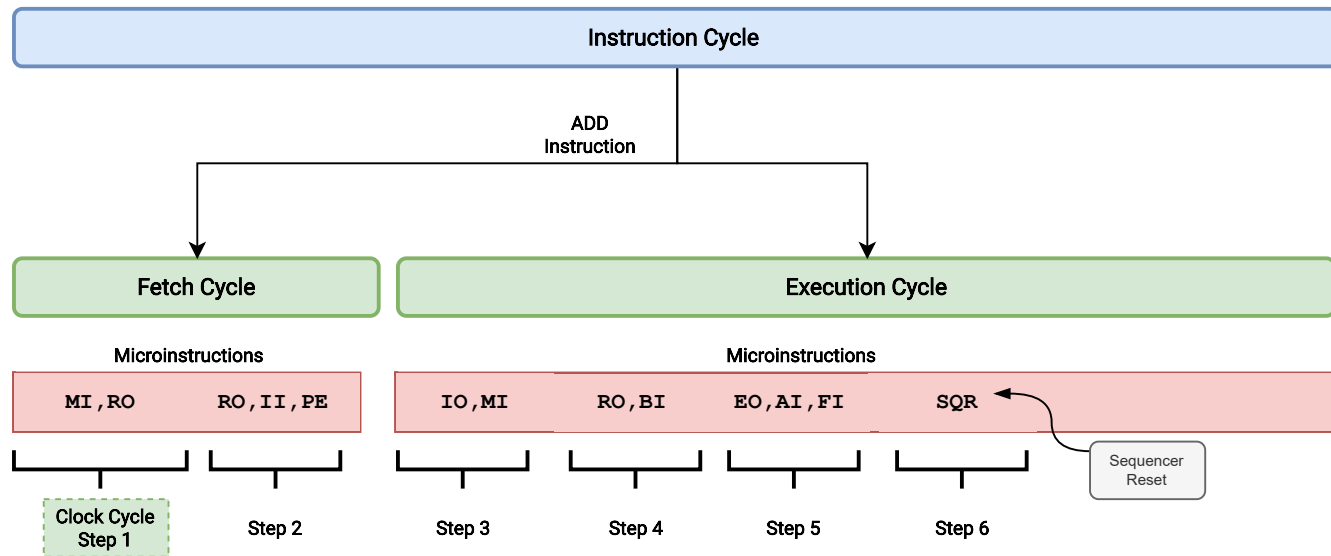 Instruction Cycle
ADD
Instruction
Fetch Cycle
Execution Cycle
Microinstructions
Microinstructions
MI,RO
RO,II,PE
IO,MI
RO,BI
EO,AI,FI
SQR
Sequencer
Reset
Clock Cycle
Step 1
Step 2
Step 3
Step 4
Step 5
Step 6